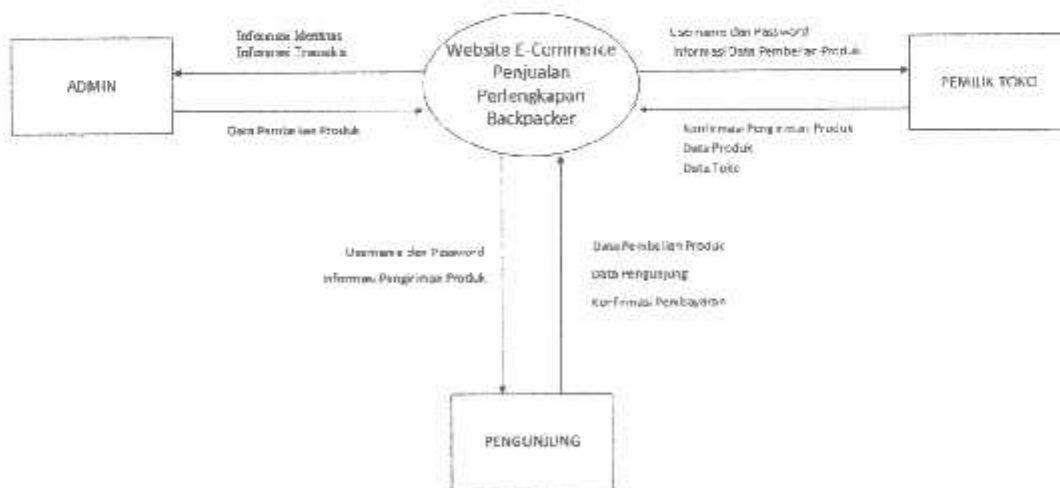 Informasi Identitas
Informasi Transaksi
ADMIN
Data Pembelian Produk
Website E-Commerce
Penjualan
Perlengkapan
Backpacker
Username dan Password
Informasi Data Pembelian Produk
PEMILIK TOKO
Konfirmasi Pengiriman Produk
Data Produk
Data Toko
Username dan Password
Informasi Pengiriman Produk
Data Pembelian Produk
Data Pengunjung
Konfirmasi Pembayaran
PENGUNJUNG